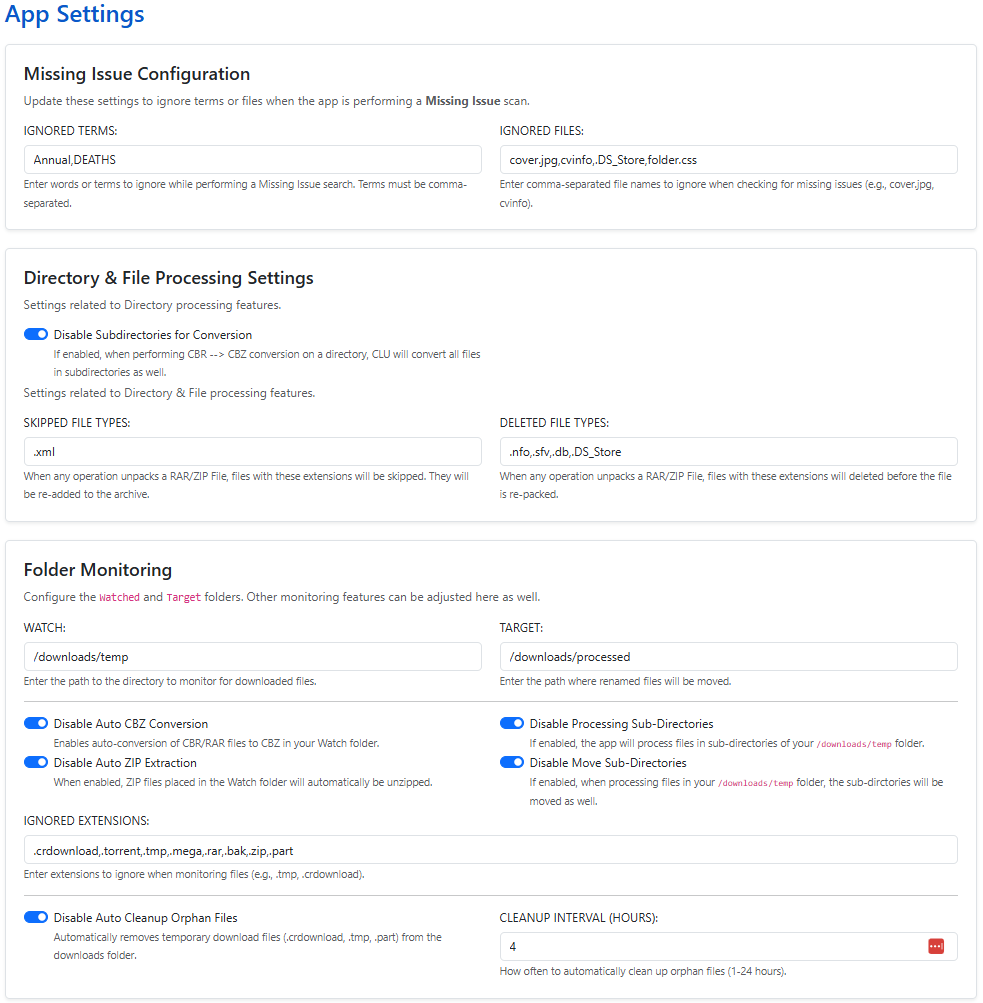 App Settings
Missing Issue Configuration
Update these settings to ignore terms or files when the app is performing a Missing Issue scan.
IGNORED TERMS:
Annual,DEATHS
Enter words or terms to ignore while performing a Missing Issue search. Terms must be comma-
separated.
IGNORED FILES:
cover.jpg,cvinfo,.DS_Store,folder.css
Enter comma-separated file names to ignore when checking for missing issues (e.g., cover.jpg,
cvinfo).
Directory & File Processing Settings
Settings related to Directory processing features.
Disable Subdirectories for Conversion
If enabled, when performing CBR --> CBZ conversion on a directory, CLU will convert all files
in subdirectories as well.
Settings related to Directory & File processing features.
SKIPPED FILE TYPES:
.xml
When any operation unpacks a RAR/ZIP File, files with these extensions will be skipped. They will
be re-added to the archive.
DELETED FILE TYPES:
.nfo,.sfv,.db,.DS_Store
When any operation unpacks a RAR/ZIP File, files with these extensions will deleted before the file
is re-packed.
Folder Monitoring
Configure the Watched and Target folders. Other monitoring features can be adjusted here as well.
WATCH:
/downloads/temp
Enter the path to the directory to monitor for downloaded files.
TARGET:
/downloads/processed
Enter the path where renamed files will be moved.
Disable Auto CBZ Conversion
Enables auto-conversion of CBR/RAR files to CBZ in your Watch folder.
Disable Auto ZIP Extraction
When enabled, ZIP files placed in the Watch folder will automatically be unzipped.
Disable Processing Sub-Directories
If enabled, the app will process files in sub-directories of your /downloads/temp folder.
Disable Move Sub-Directories
If enabled, when processing files in your /downloads/temp folder, the sub-dirctories will be
moved as well.
IGNORED EXTENSIONS:
.crdownload,.torrent,.tmp,.mega,.rar,.bak,.zip,.part
Enter extensions to ignore when monitoring files (e.g., .tmp, .crdownload).
Disable Auto Cleanup Orphan Files
Automatically removes temporary download files (.crdownload, .tmp, .part) from the
downloads folder.
CLEANUP INTERVAL (HOURS):
4
How often to automatically clean up orphan files (1-24 hours).